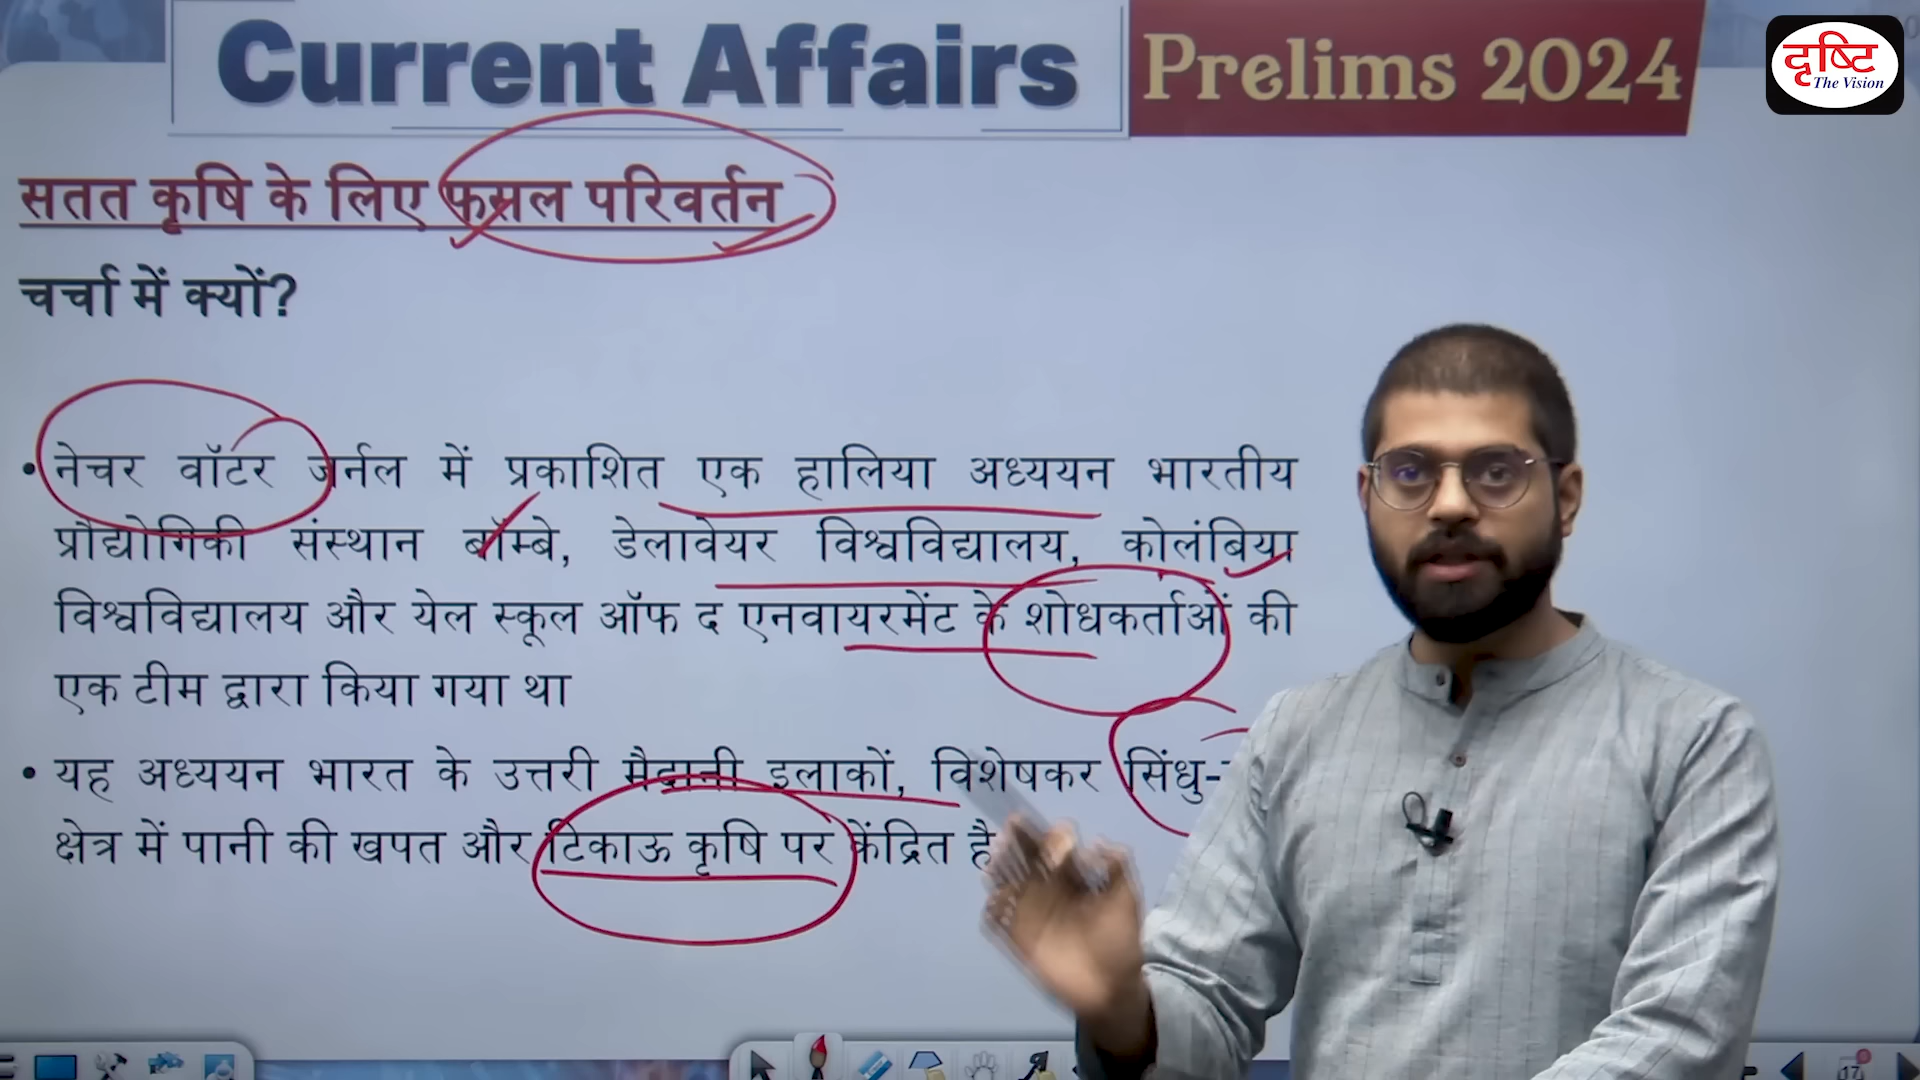 Current Affairs
Prelims 2024
दृष्टि
The Vision
सतत कृषि के लिए फसल परिवर्तन
चर्चा में क्यों?
• नेचर वॉटर जर्नल में प्रकाशित एक हालिया अध्ययन भारतीय
प्रौद्योगिकी संस्थान बॉम्बे, डेलावेयर विश्वविद्यालय, कोलंबिया
विश्वविद्यालय और येल स्कूल ऑफ द एनवायरमेंट के शोधकर्ताओं की
एक टीम द्वारा किया गया था
• यह अध्ययन भारत के उत्तरी मैदानी इलाकों, विशेषकर सिंधु-
क्षेत्र में पानी की खपत और टिकाऊ कृषि पर केंद्रित है
17